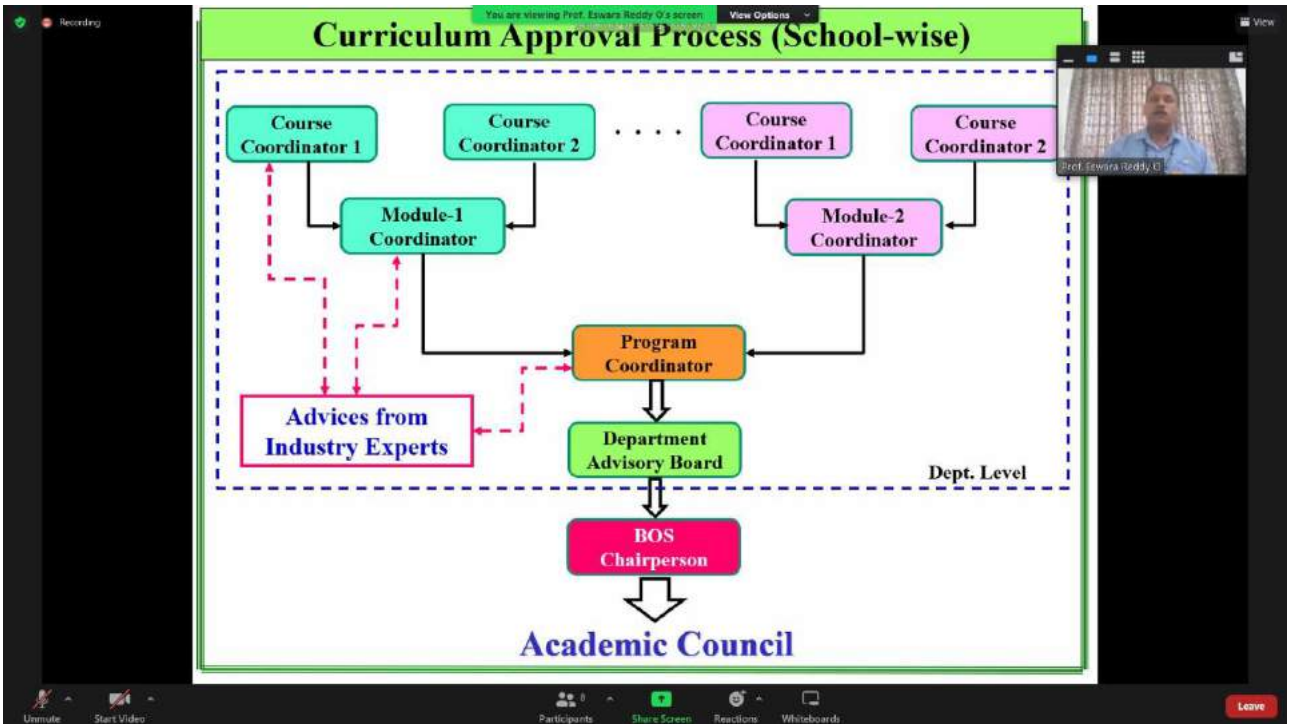 Recording
You are viewing Prof. Eswara Reddy O's screen
View Options
View
Curriculum Approval Process (School-wise)
Course
Coordinator 1
Course
Coordinator 2
. . . .
Course
Coordinator 1
Course
Coordinator 2
Prof. Eswara Reddy O
Module-1
Coordinator
Module-2
Coordinator
Program
Coordinator
Advices from
Industry Experts
Department
Advisory Board
Dept. Level
BOS
Chairperson
Academic Council
Unmute
Start Video
Participants
8
Share Screen
Reactions
Whiteboards
Leave